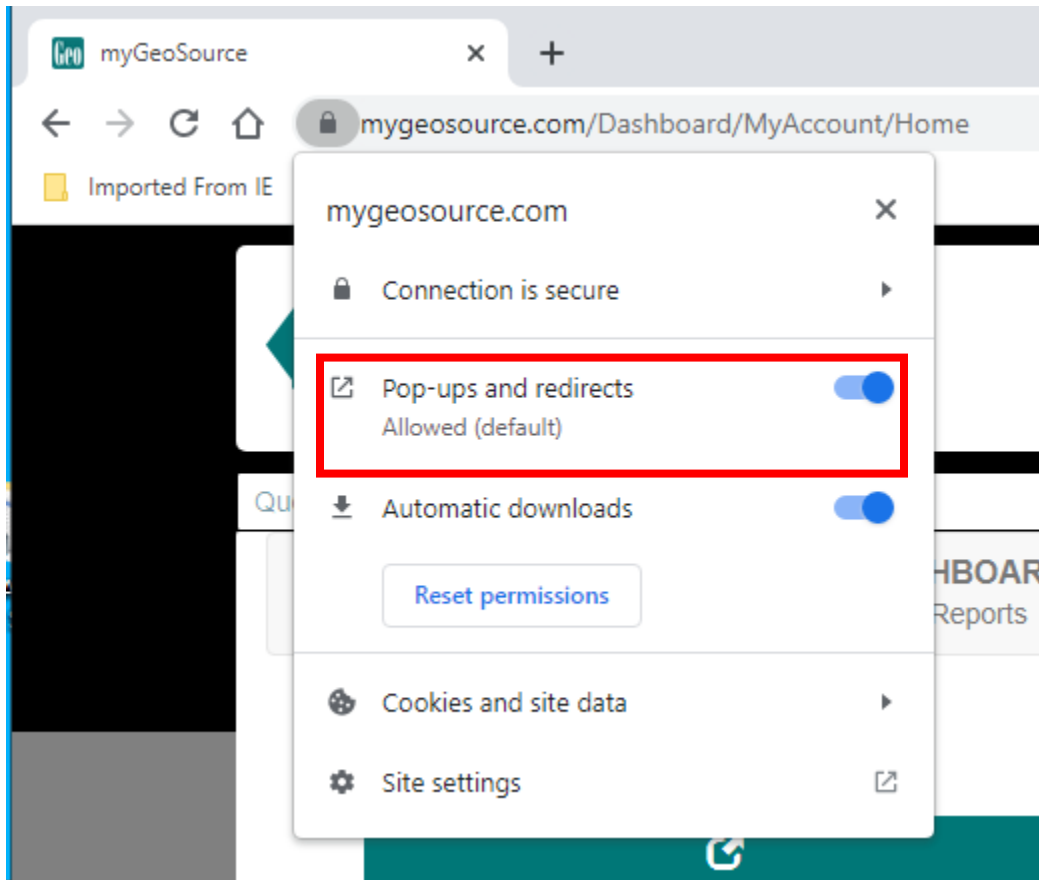 Geo myGeoSource
mygeosource.com/Dashboard/MyAccount/Home
Imported From IE
mygeosource.com
Connection is secure
Pop-ups and redirects
Allowed (default)
Automatic downloads
Reset permissions
Reports
Cookies and site data
Site settings